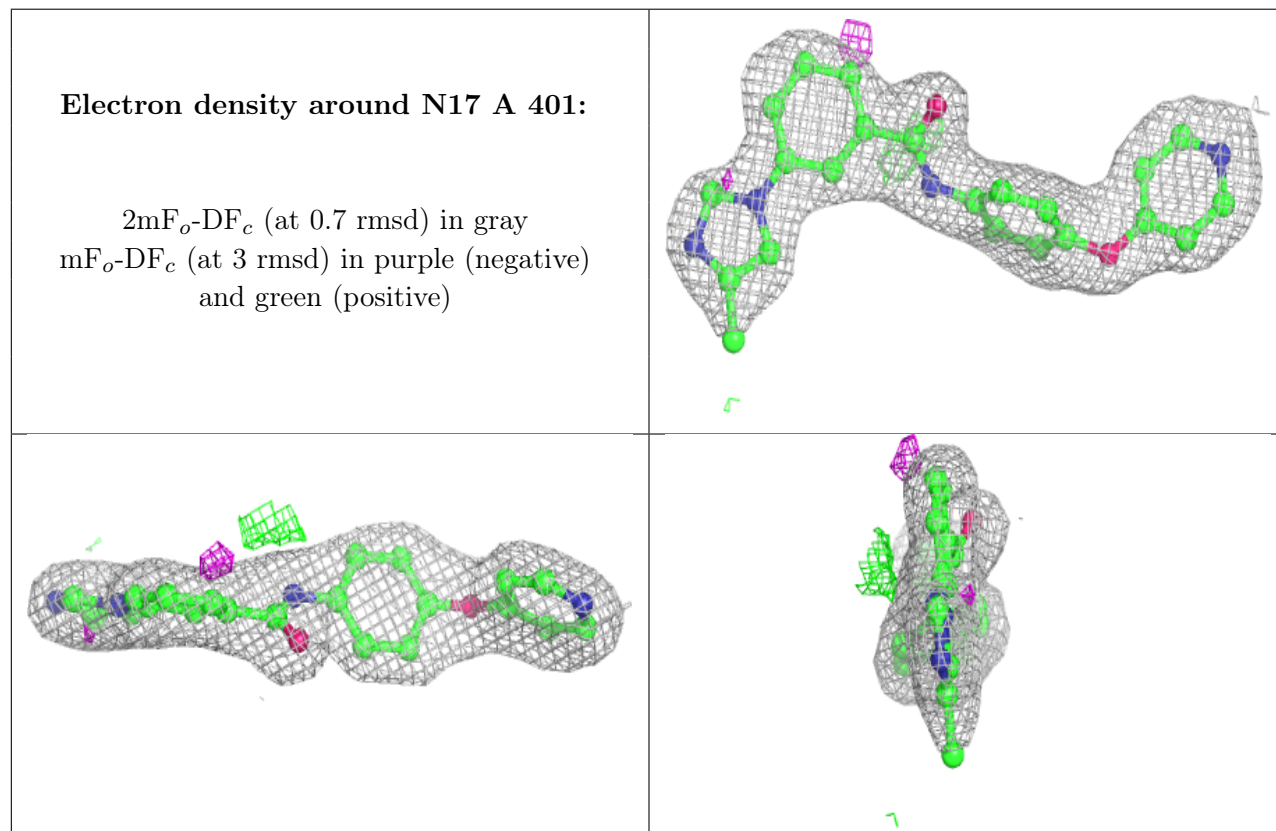 Electron density around N17 A 401:
2mFo-DFc (at 0.7 rmsd) in gray
mFo-DFc (at 3 rmsd) in purple (negative)
and green (positive)